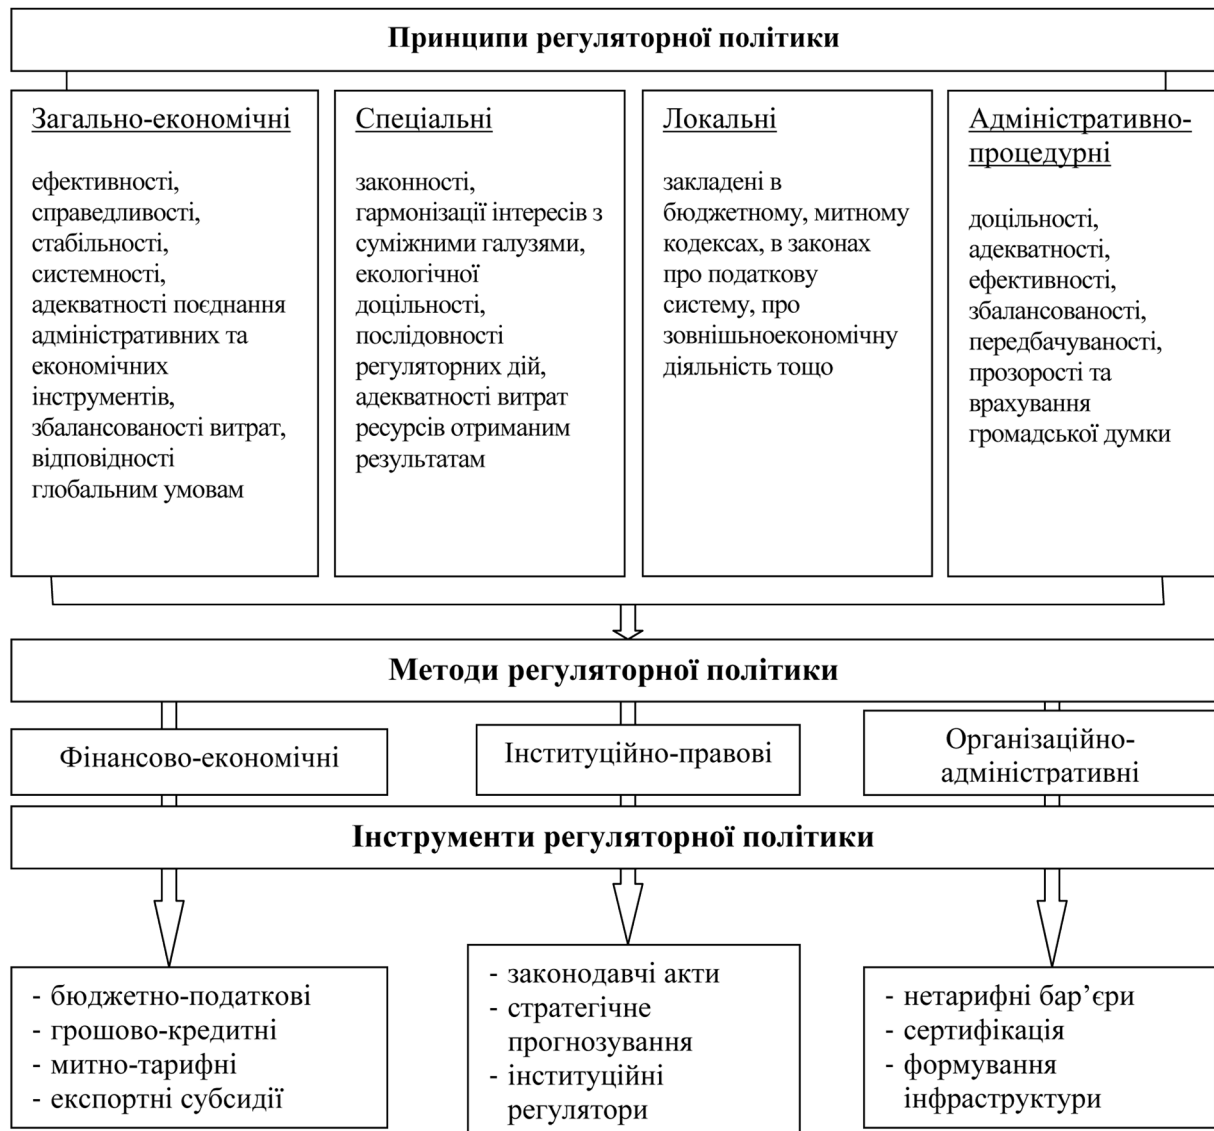 Принципи регуляторної політики
Загально-економічні
ефективності,
справедливості,
стабільності,
системності,
адекватності поєднання
адміністративних та
економічних
інструментів,
збалансованості витрат,
відповідності
глобальним умовам
Спеціальні
законності,
гармонізації інтересів з
суміжними галузями,
екологічної
доцільності,
послідовності
регуляторних дій,
адекватності витрат
ресурсів отриманим
результатам
Локальні
закладені в
бюджетному, митному
кодексах, в законах
про податкову
систему, про
зовнішньоекономічну
діяльність тощо
Адміністративно-
процедурні
доцільності,
адекватності,
ефективності,
збалансованості,
передбачуваності,
прозорості та
врахування
громадської думки
Методи регуляторної політики
Фінансово-економічні
Інституційно-правові
Організаційно-
адміністративні
Інструменти регуляторної політики
- бюджетно-податкові
- грошово-кредитні
- митно-тарифні
- експортні субсидії
- законодавчі акти
- стратегічне
прогнозування
- інституційні
регулятори
- нетарифні бар’єри
- сертифікація
- формування
інфраструктури